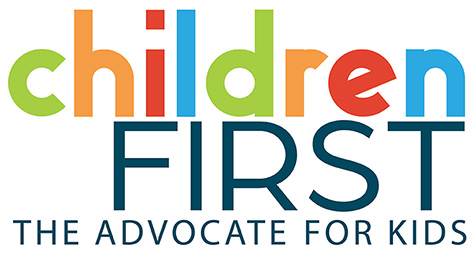 children
FIRST
THE ADVOCATE FOR KIDS